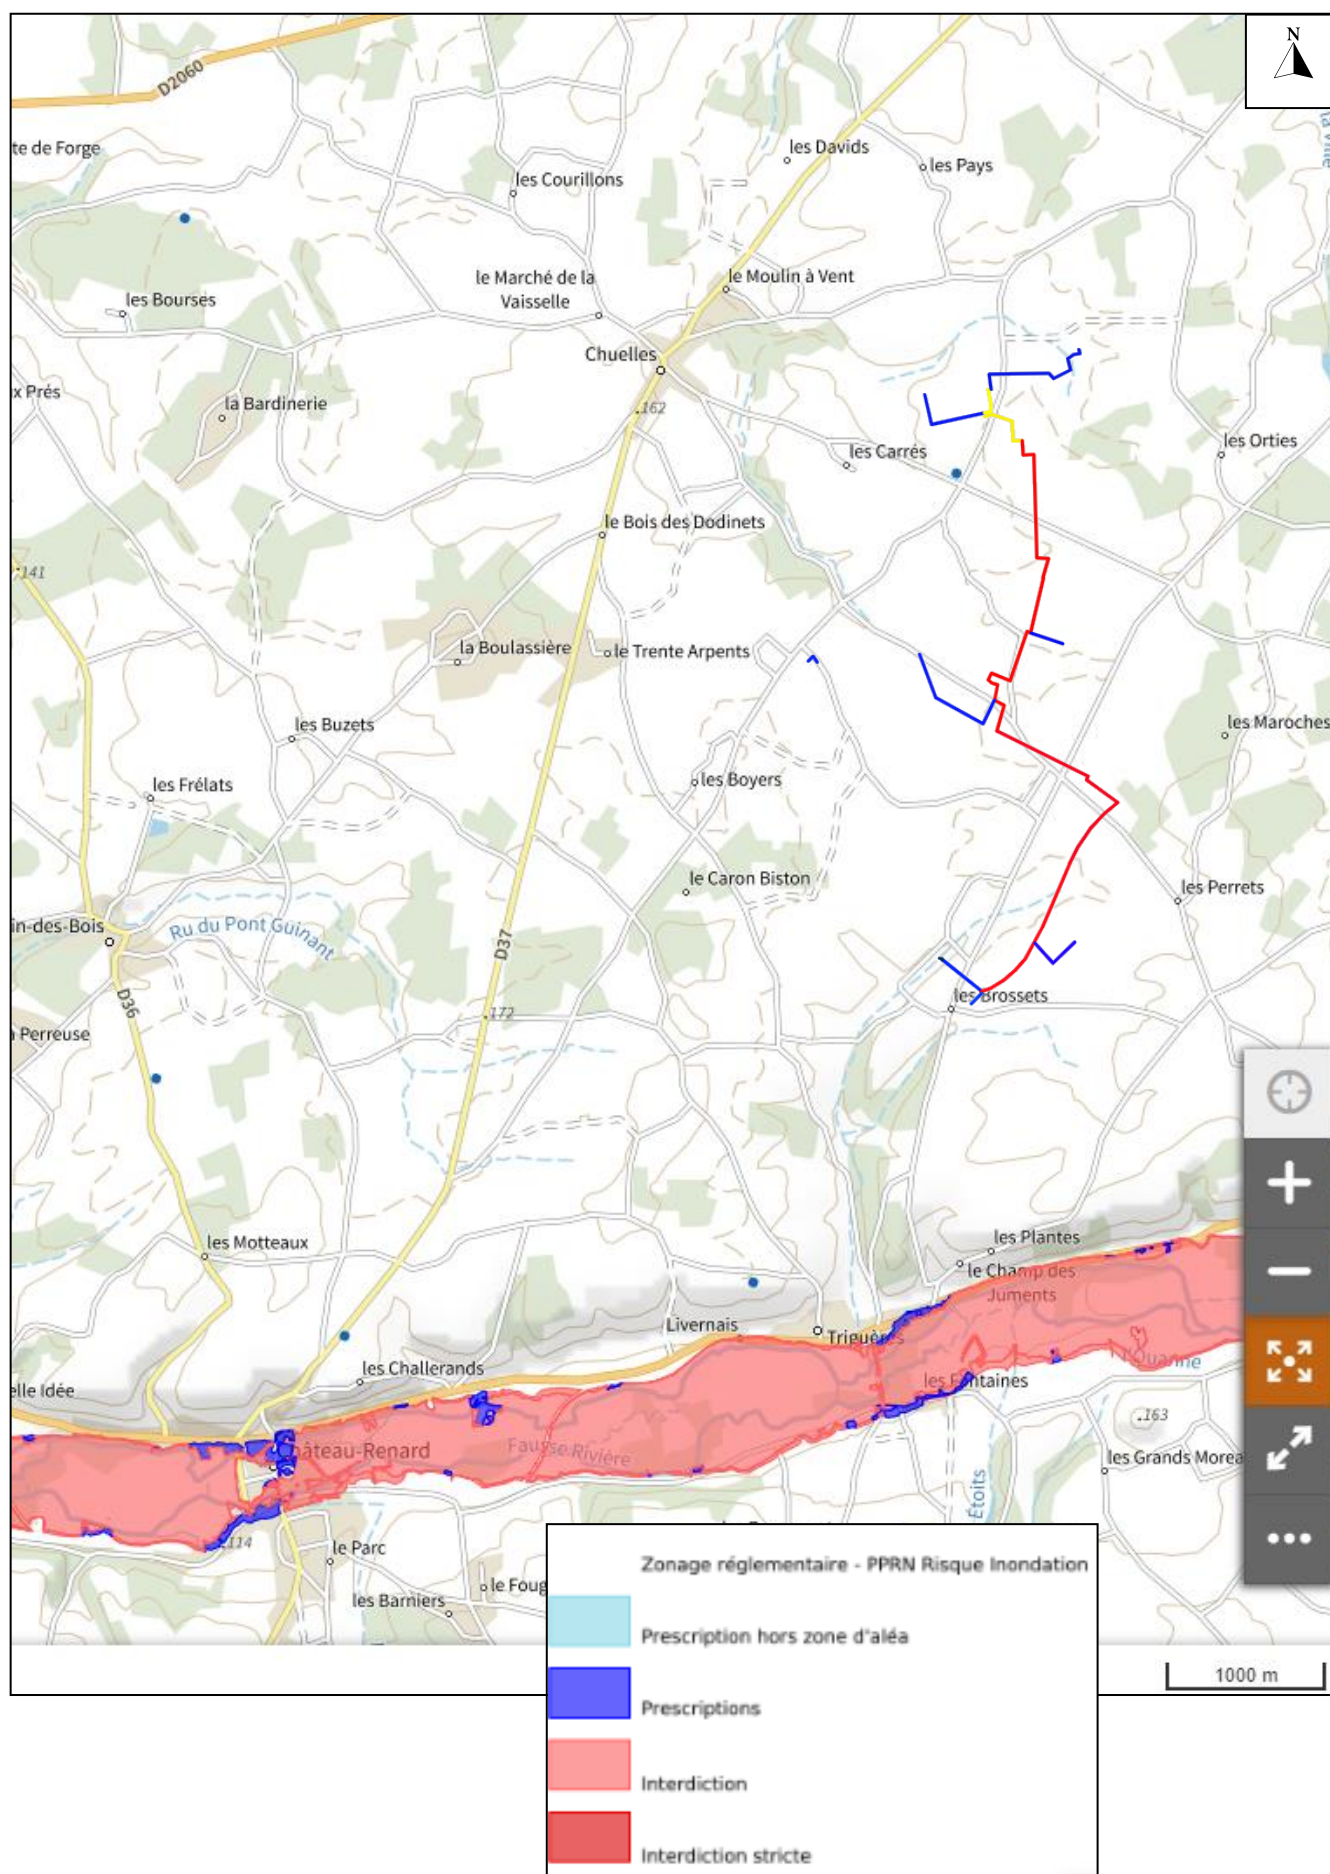 N
D2060
la Ville
te de Forge
les Davids
les Pays
les Courillons
le Marché de la
Vaisselle
le Moulin à Vent
les Bourses
Chuelles
x Prés
la Bardinerie
162
les Carrés
les Orties
le Bois des Dodinets
141
la Boulassière
le Trente Arpents
les Buzets
les Maroches
les Frélats
les Boyers
le Caron Biston
les Perrets
in-des-Bois
Ru du Pont Guinant
D37
D36
les Brossets
172
Perreuse
les Motteaux
les Plantes
le Champ des
Juments
Livernais
Triguères
l'Ouanne
les Challerands
elle Idée
les Fontaines
163
Château-Renard
Fausse Rivière
les Grands Morea
Étoits
114
le Parc
le Foug
les Barniers
Zonage réglementaire - PPRN Risque Inondation
Prescription hors zone d'aléa
1000 m
Prescriptions
Interdiction
Interdiction stricte